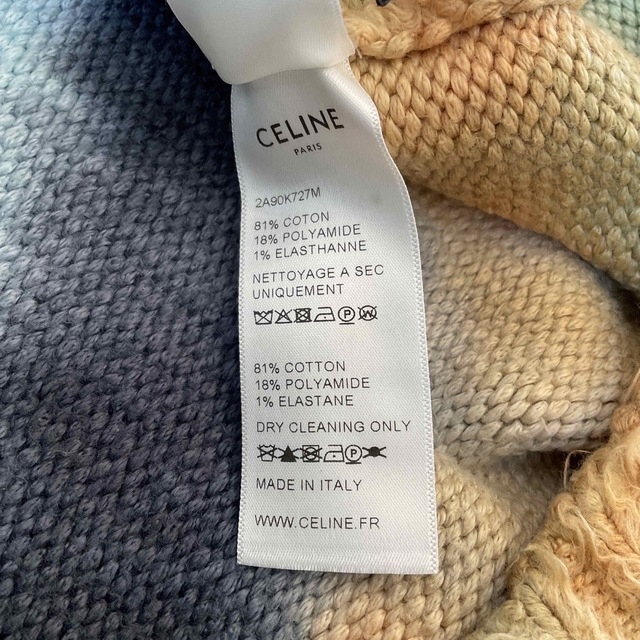 CELINE
PARIS
2A90K727M
81% COTON
18% POLYAMIDE
1% ELASTHANNE
NETTOYAGE A SEC
UNIQUEMENT
P W
81% COTTON
18% POLYAMIDE
1% ELASTANE
DRY CLEANING ONLY
P
MADE IN ITALY
WWW.CELINE.FR